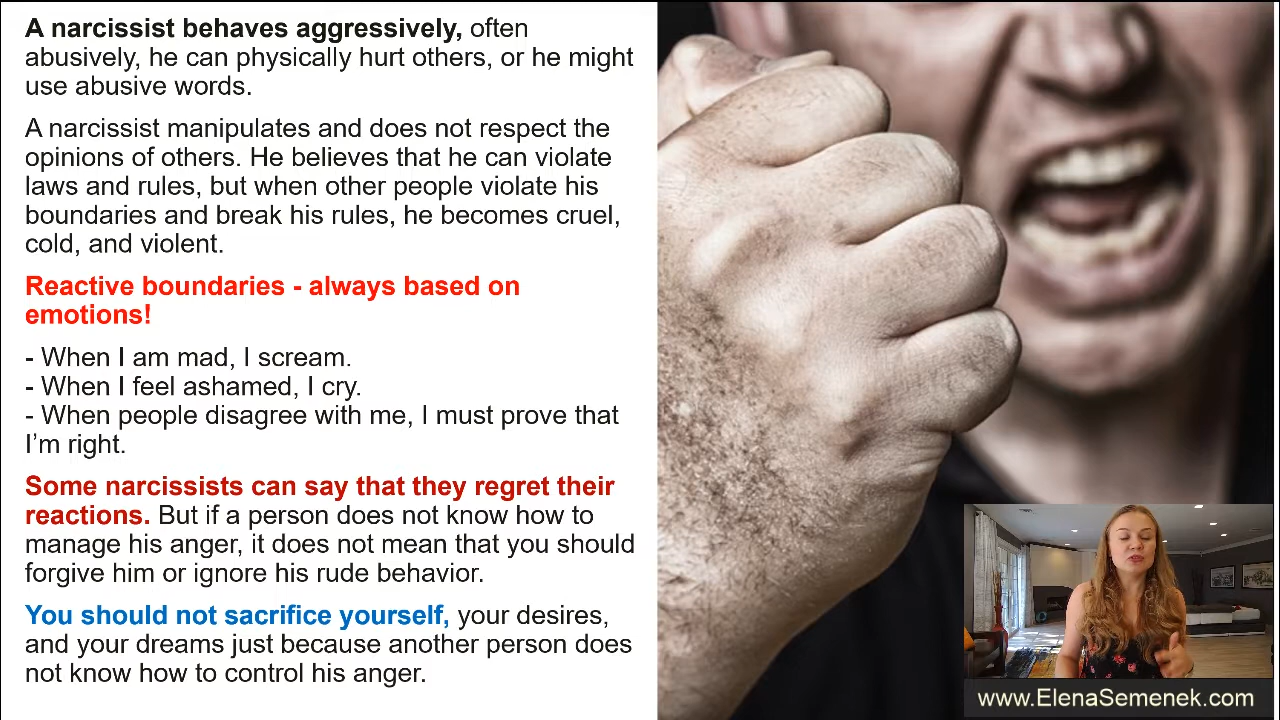 A narcissist behaves aggressively, often
abusively, he can physically hurt others, or he might
use abusive words.
A narcissist manipulates and does not respect the
opinions of others. He believes that he can violate
laws and rules, but when other people violate his
boundaries and break his rules, he becomes cruel,
cold, and violent.
Reactive boundaries - always based on
emotions!
- When I am mad, I scream.
- When I feel ashamed, I cry.
- When people disagree with me, I must prove that
I’m right.
Some narcissists can say that they regret their
reactions. But if a person does not know how to
manage his anger, it does not mean that you should
forgive him or ignore his rude behavior.
You should not sacrifice yourself, your desires,
and your dreams just because another person does
not know how to control his anger.
www.ElenaSemenek.com